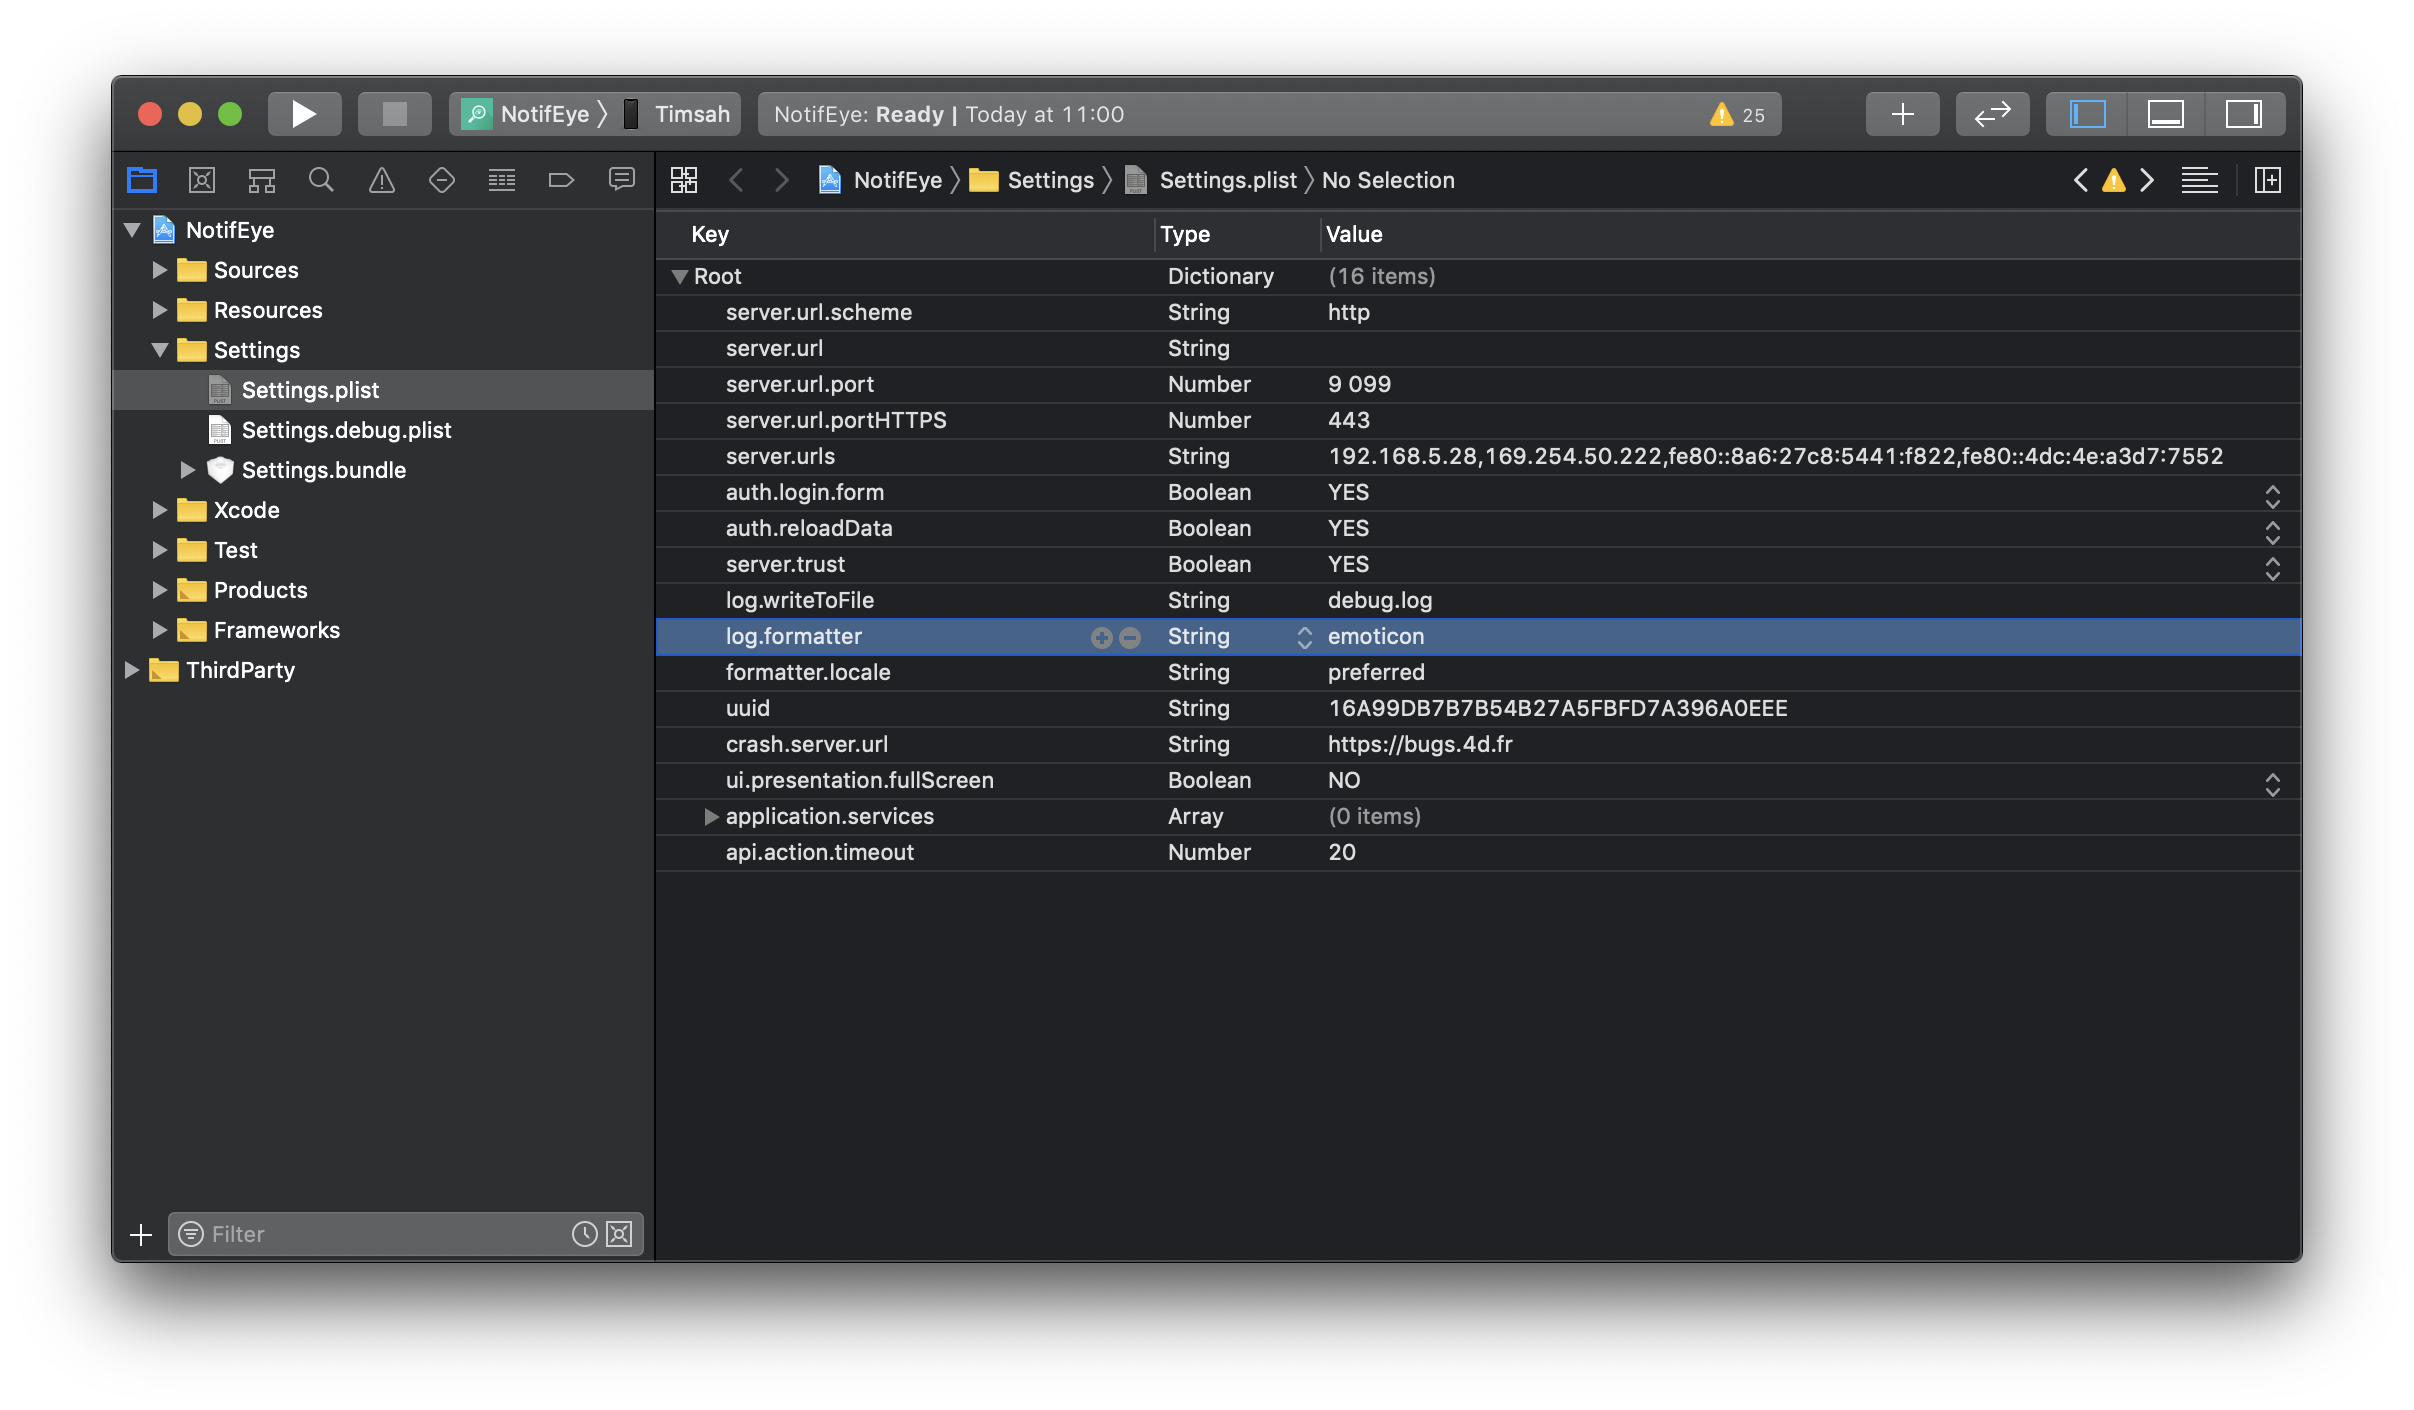 NotifEye 〉 Timsah
NotifEye: Ready | Today at 11:00
25
NotifEye 〉 Settings 〉 Settings.plist 〉 No Selection
NotifEye
Sources
Resources
Settings
Settings.plist
Settings.debug.plist
Settings.bundle
Xcode
Test
Products
Frameworks
ThirdParty
Filter
Key Type Value
Root Dictionary (16 items)
server.url.scheme String http
server.url String
server.url.port Number 9 099
server.url.portHTTPS Number 443
server.urls String 192.168.5.28,169.254.50.222,fe80::8a6:27c8:5441:f822,fe80::4dc:4e:a3d7:7552
auth.login.form Boolean YES
auth.reloadData Boolean YES
server.trust Boolean YES
log.writeToFile String debug.log
log.formatter String emoticon
formatter.locale String preferred
uuid String 16A99DB7B7B54B27A5FBFD7A396A0EEE
crash.server.url String https://bugs.4d.fr
ui.presentation.fullScreen Boolean NO
application.services Array (0 items)
api.action.timeout Number 20